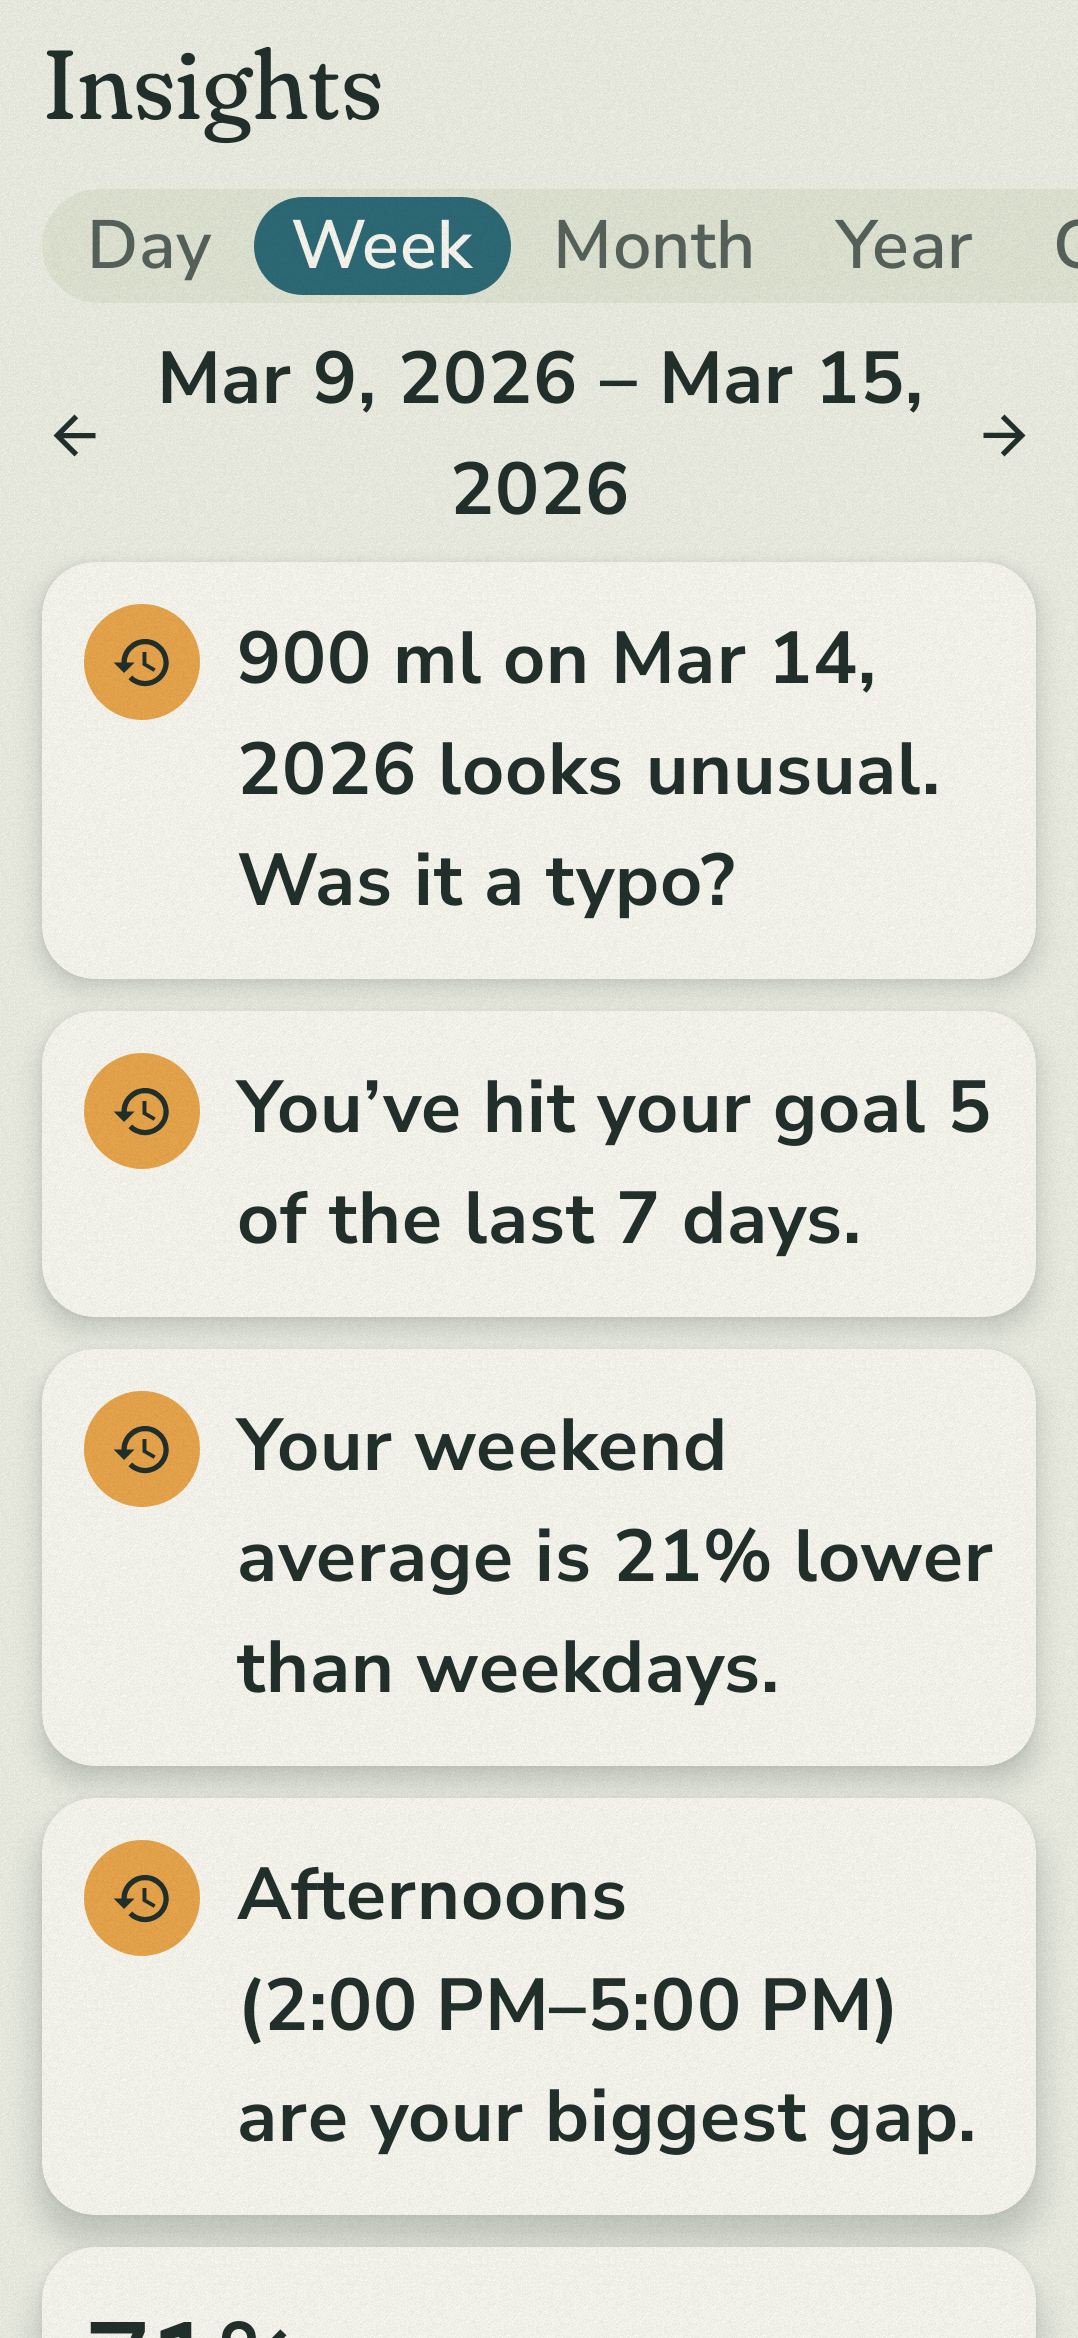 Insights
Day Week Month Year
Mar 9, 2026 – Mar 15,
2026
900 ml on Mar 14,
2026 looks unusual.
Was it a typo?
You’ve hit your goal 5
of the last 7 days.
Your weekend
average is 21% lower
than weekdays.
Afternoons
(2:00 PM–5:00 PM)
are your biggest gap.
71%